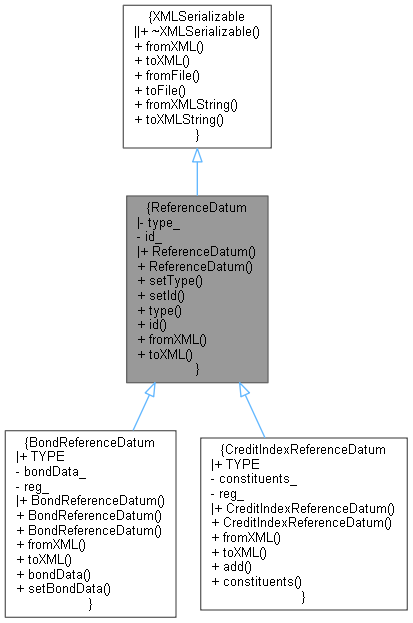 {XMLSerializable
||+ ~XMLSerializable()
+ fromXML()
+ toXML()
+ fromFile()
+ toFile()
+ fromXMLString()
+ toXMLString()
}
{ReferenceDatum
|- type_
- id_
|+ ReferenceDatum()
+ ReferenceDatum()
+ setType()
+ setId()
+ type()
+ id()
+ fromXML()
+ toXML()
}
{BondReferenceDatum
|+ TYPE
- bondData_
- reg_
|+ BondReferenceDatum()
+ BondReferenceDatum()
+ BondReferenceDatum()
+ fromXML()
+ toXML()
+ bondData()
+ setBondData()
}
{CreditIndexReferenceDatum
|+ TYPE
- constituents_
- reg_
|+ CreditIndexReferenceDatum()
+ CreditIndexReferenceDatum()
+ fromXML()
+ toXML()
+ add()
+ constituents()
}